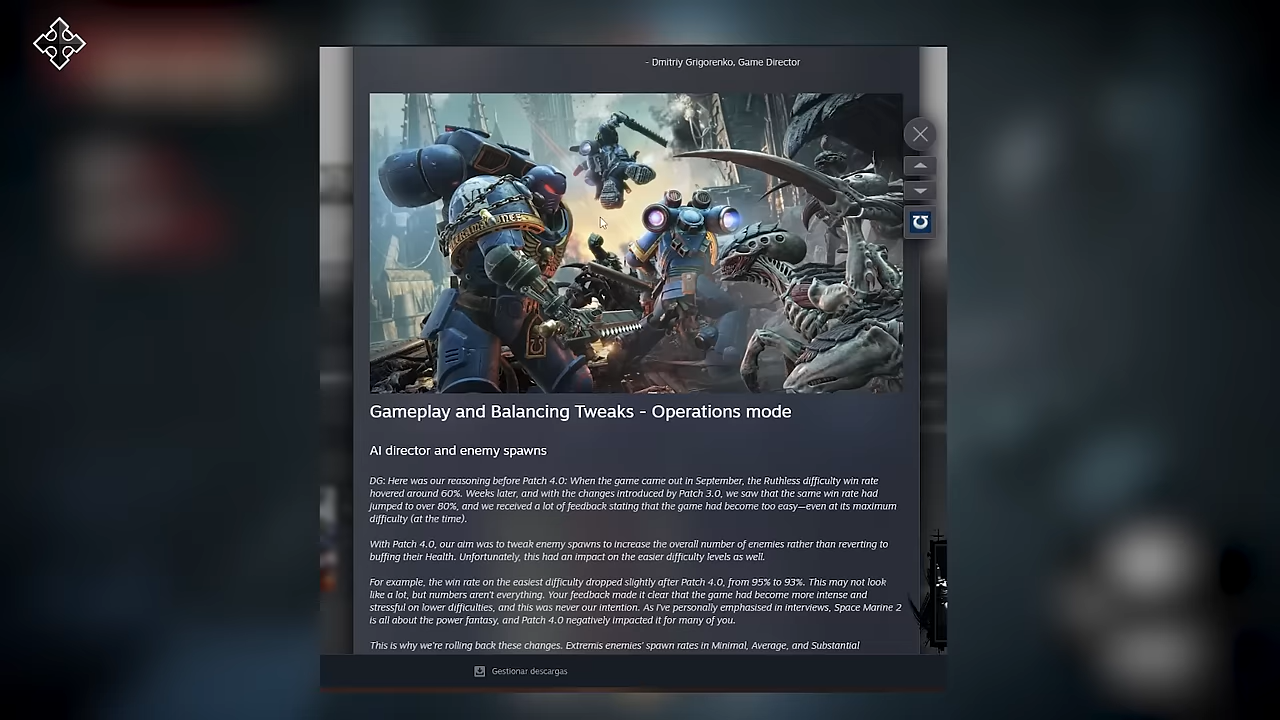 - Dmitriy Grigorenko, Game Director
Gameplay and Balancing Tweaks - Operations mode
AI director and enemy spawns
DG: Here was our reasoning before Patch 4.0: When the game came out in September, the Ruthless difficulty win rate
hovered around 60%. Weeks later, and with the changes introduced by Patch 3.0, we saw that the same win rate had
jumped to over 80%, and we received a lot of feedback stating that the game had become too easy—even at its maximum
difficulty (at the time).
With Patch 4.0, our aim was to tweak enemy spawns to increase the overall number of enemies rather than reverting to
buffing their Health. Unfortunately, this had an impact on the easier difficulty levels as well.
For example, the win rate on the easiest difficulty dropped slightly after Patch 4.0, from 95% to 93%. This may not look
like a lot, but numbers aren't everything. Your feedback made it clear that the game had become more intense and
stressful on lower difficulties, and this was never our intention. As I've personally emphasised in interviews, Space Marine 2
is all about the power fantasy, and Patch 4.0 negatively impacted it for many of you.
This is why we're rolling back these changes. Extremis enemies' spawn rates in Minimal, Average, and Substantial
Gestionar descargas